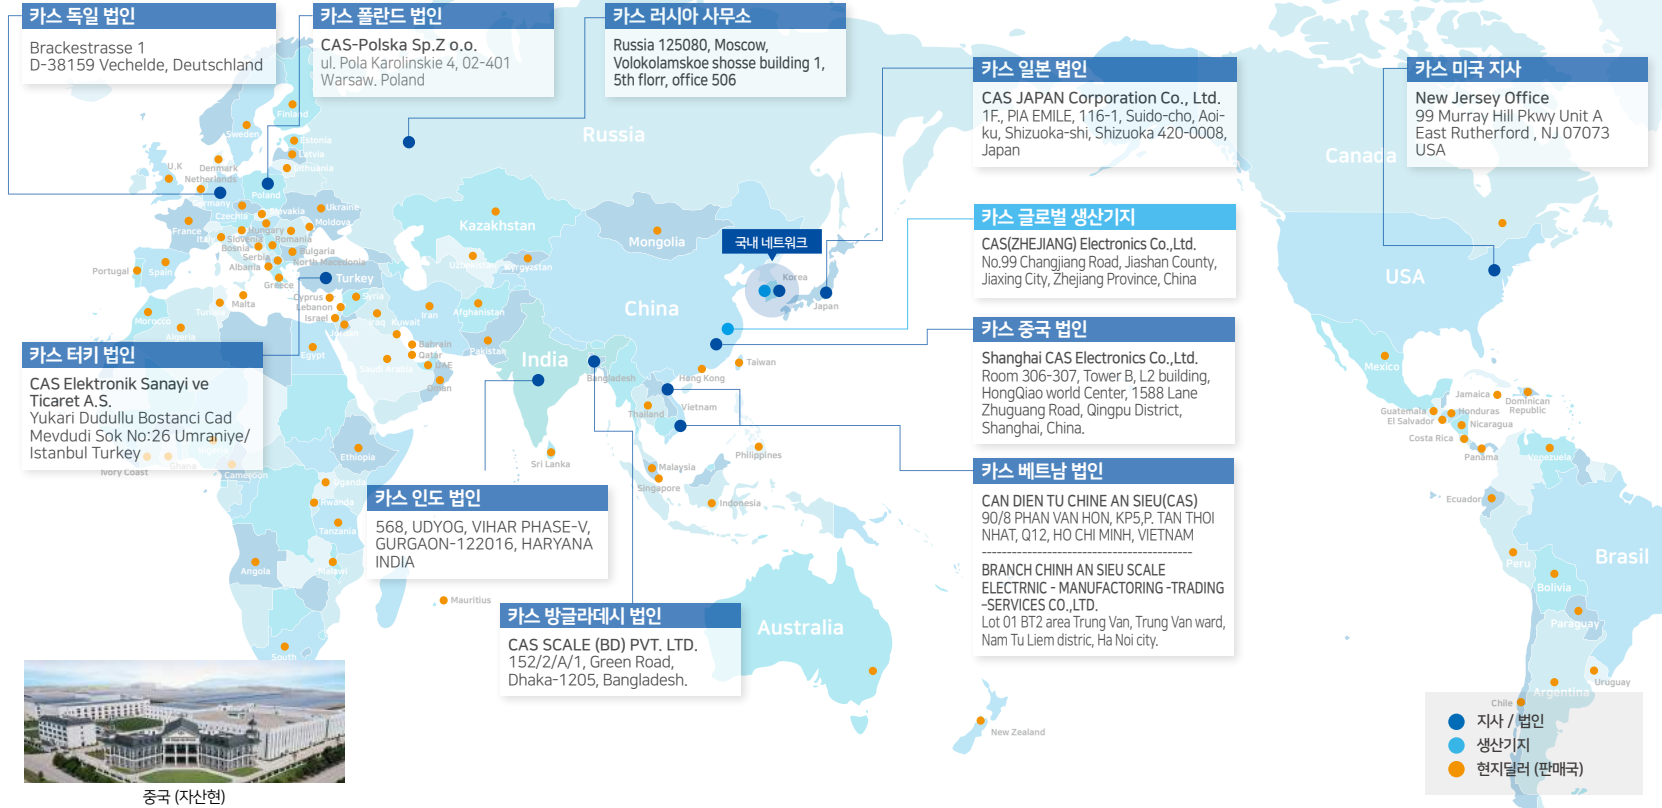 카스 독일 법인
Brackestrasse 1
D-38159 Vechelde, Deutschland
카스 폴란드 법인
CAS-Polska Sp.Z o.o.
ul. Pola Karolinskie 4, 02-401
Warsaw. Poland
카스 러시아 사무소
Russia 125080, Moscow,
Volokolamskoe shosse building 1,
5th florr, office 506
카스 일본 법인
CAS JAPAN Corporation Co., Ltd.
1F., PIA EMILE, 116-1, Suido-cho, Aoi-
ku, Shizuoka-shi, Shizuoka 420-0008,
Japan
카스 미국 지사
New Jersey Office
99 Murray Hill Pkwy Unit A
East Rutherford , NJ 07073
USA
카스 글로벌 생산기지
CAS(ZHEJIANG) Electronics Co.,Ltd.
No.99 Changjiang Road, Jiashan County,
Jiaxing City, Zhejiang Province, China
카스 중국 법인
Shanghai CAS Electronics Co.,Ltd.
Room 306-307, Tower B, L2 building,
HongQiao world Center, 1588 Lane
Zhuguang Road, Qingpu District,
Shanghai, China.
카스 베트남 법인
CAN DIEN TU CHINE AN SIEU(CAS)
90/8 PHAN VAN HON, KP5,P. TAN THOI
NHAT, Q12, HO CHI MINH, VIETNAM
------------------------------------------
BRANCH CHINH AN SIEU SCALE
ELECTRNIC - MANUFACTORING -TRADING
-SERVICES CO.,LTD.
Lot 01 BT2 area Trung Van, Trung Van ward,
Nam Tu Liem distric, Ha Noi city.
카스 터키 법인
CAS Elektronik Sanayi ve
Ticaret A.S.
Yukari Dudullu Bostanci Cad
Mevdudi Sok No:26 Umraniye/
Istanbul Turkey
카스 인도 법인
568, UDYOG, VIHAR PHASE-V,
GURGAON-122016, HARYANA
INDIA
카스 방글라데시 법인
CAS SCALE (BD) PVT. LTD.
152/2/A/1, Green Road,
Dhaka-1205, Bangladesh.
국내 네트워크
Finland
Sweden
Estonia
Latvia
Lithuania
U.K
Denmark
Netherlands
Poland
Germany
Czechia
Slovakia
Ukraine
Moldova
France
Hungary
Slovenia
Romania
Bosnia
Bulgaria
Serbia
North Macedonia
Albania
Greece
Portugal
Spain
Turkey
Malta
Cyprus
Syria
Lebanon
Israel
Iraq
Kuwait
Iran
Morocco
Algeria
Egypt
Bahrain
Qatar
UAE
Saudi Arabia
Oman
Afghanistan
Pakistan
Uzbekistan
Kyrgyzstan
Kazakhstan
Russia
Mongolia
China
Korea
Japan
India
Bangladesh
Taiwan
Hong Kong
Vietnam
Thailand
Philippines
Sri Lanka
Malaysia
Singapore
Indonesia
Ivory Coast
Ghana
Cameroon
Ethiopia
Uganda
Rwanda
Tanzania
Angola
Malawi
Mauritius
South
Australia
New Zealand
Canada
USA
Mexico
Jamaica
Dominican
Republic
Guatemala
Honduras
El Salvador
Nicaragua
Costa Rica
Panama
Venezuela
Ecuador
Peru
Brasil
Bolivia
Paraguay
Uruguay
Argentina
Chile
중국 (자산현)
지사 / 법인
생산기지
현지딜러 (판매국)